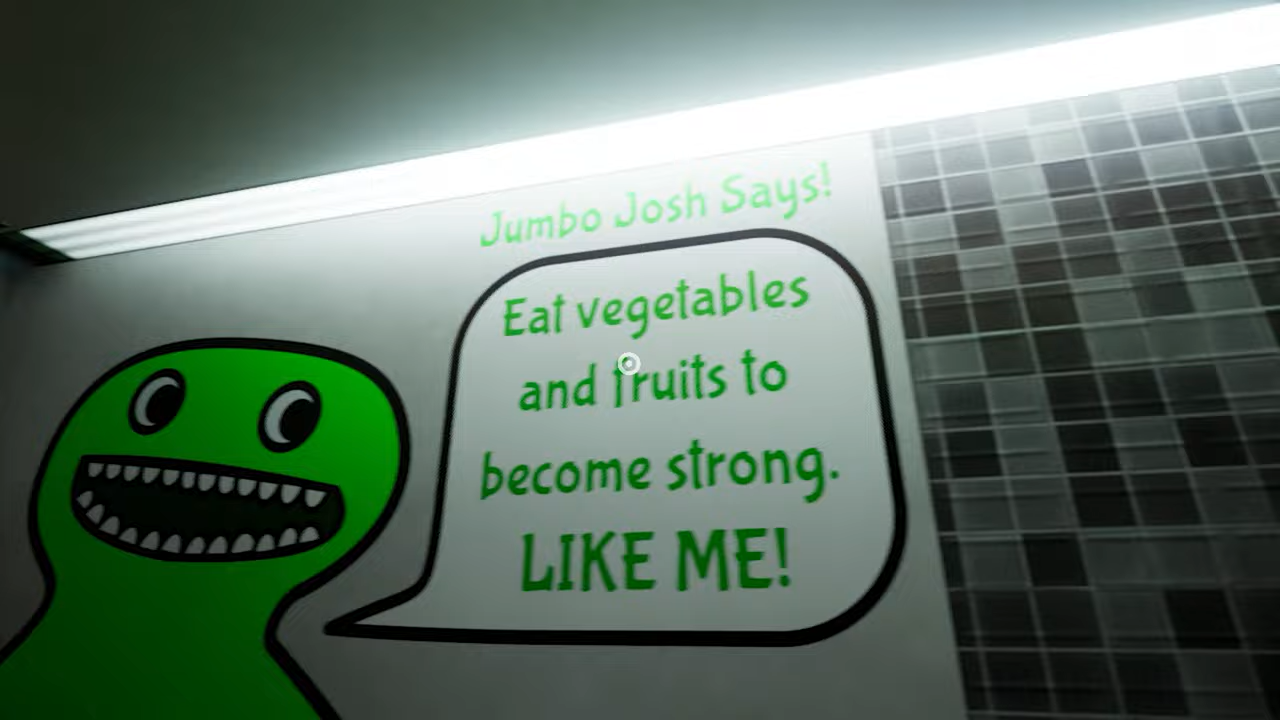 Jumbo Josh Says!
Eat vegetables
and fruits to
become strong.
LIKE ME!